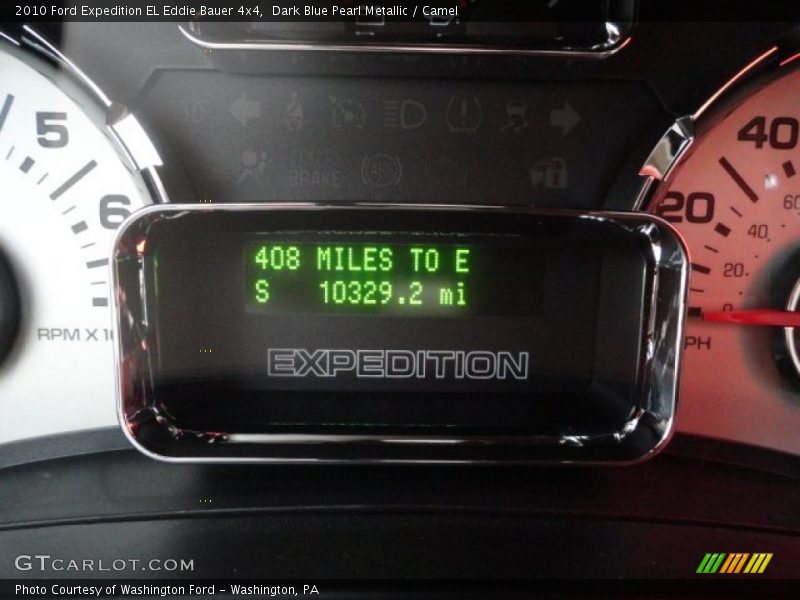 2010 Ford Expedition EL Eddie Bauer 4x4, Dark Blue Pearl Metallic / Camel
5
6
RPM X 10
40
20
60
40
20
0
PH
BRAKE
408 MILES TO E
S 10329.2 mi
EXPEDITION
GTCARLOT.COM
Photo Courtesy of Washington Ford - Washington, PA